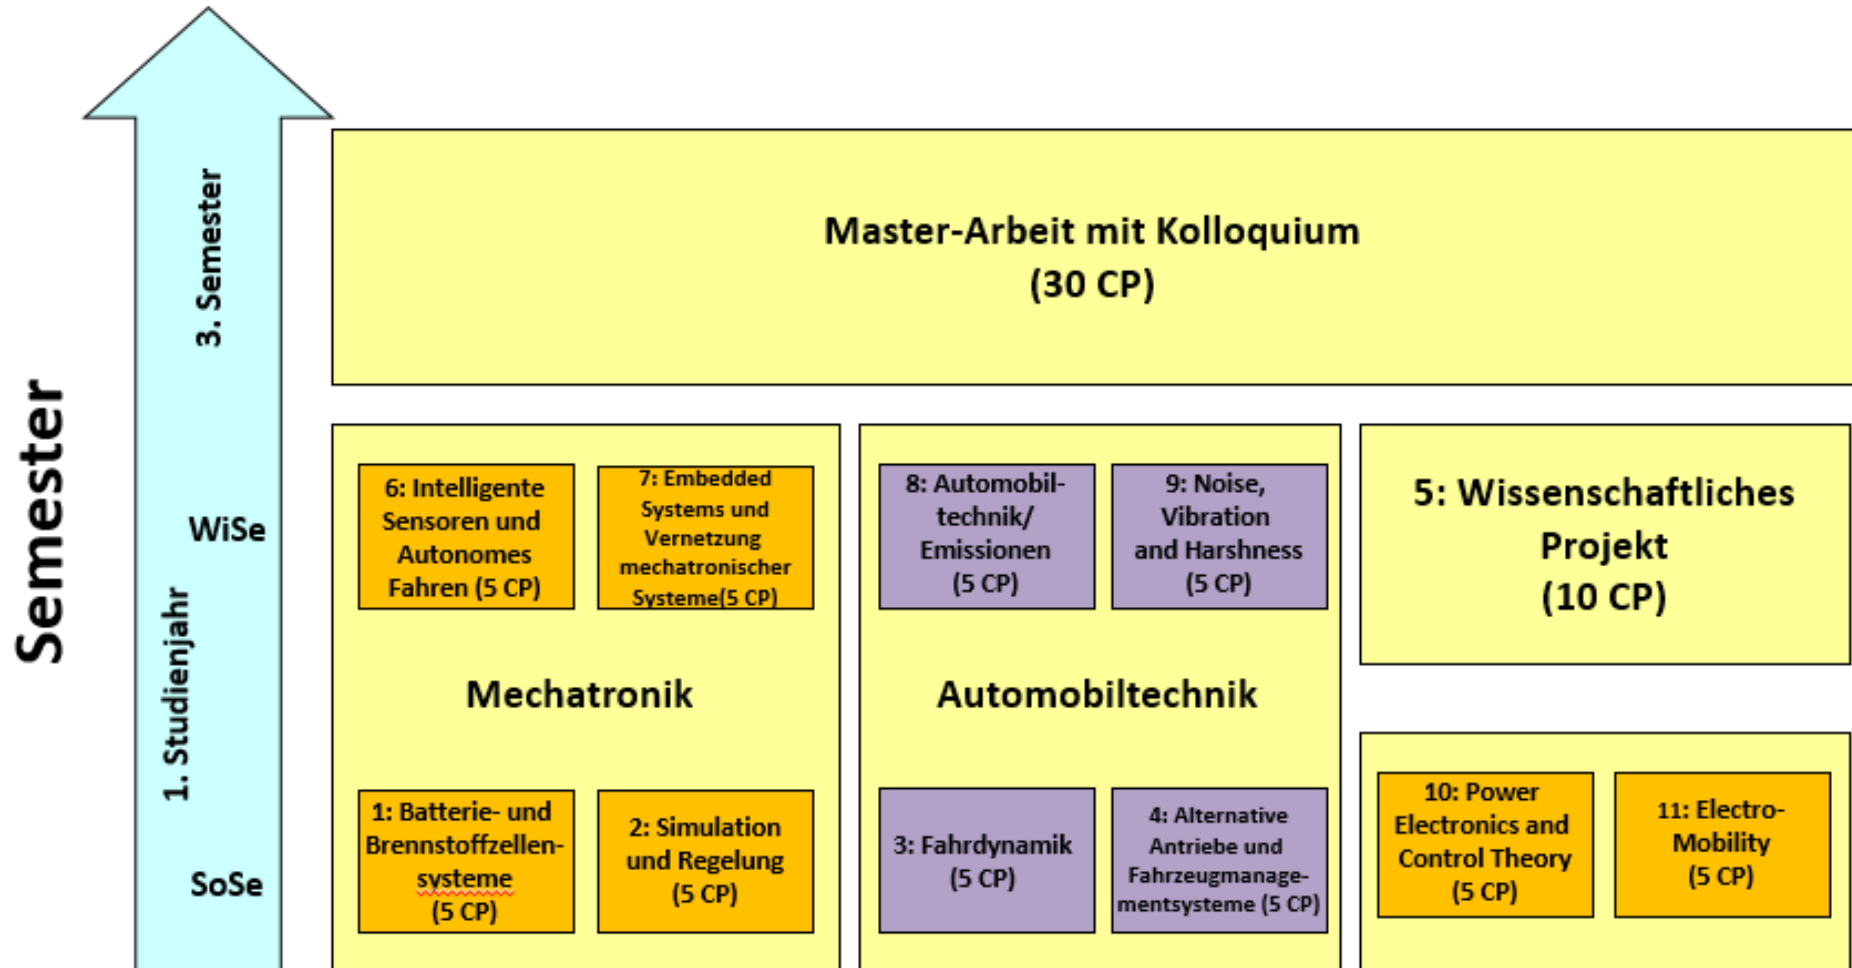 Semester
3. Semester
1. Studienjahr
WiSe
SoSe
Master-Arbeit mit Kolloquium
(30 CP)
6: Intelligente
Sensoren und
Autonomes
Fahren (5 CP)
7: Embedded
Systems und
Vernetzung
mechatronischer
Systeme(5 CP)
8: Automobil-
technik/
Emissionen
(5 CP)
9: Noise,
Vibration
and Harshness
(5 CP)
5: Wissenschaftliches
Projekt
(10 CP)
Mechatronik
Automobiltechnik
1: Batterie- und
Brennstoffzellen-
systeme
(5 CP)
2: Simulation
und Regelung
(5 CP)
3: Fahrdynamik
(5 CP)
4: Alternative
Antriebe und
Fahrzeugmanage-
mentsysteme (5 CP)
10: Power
Electronics and
Control Theory
(5 CP)
11: Electro-
Mobility
(5 CP)